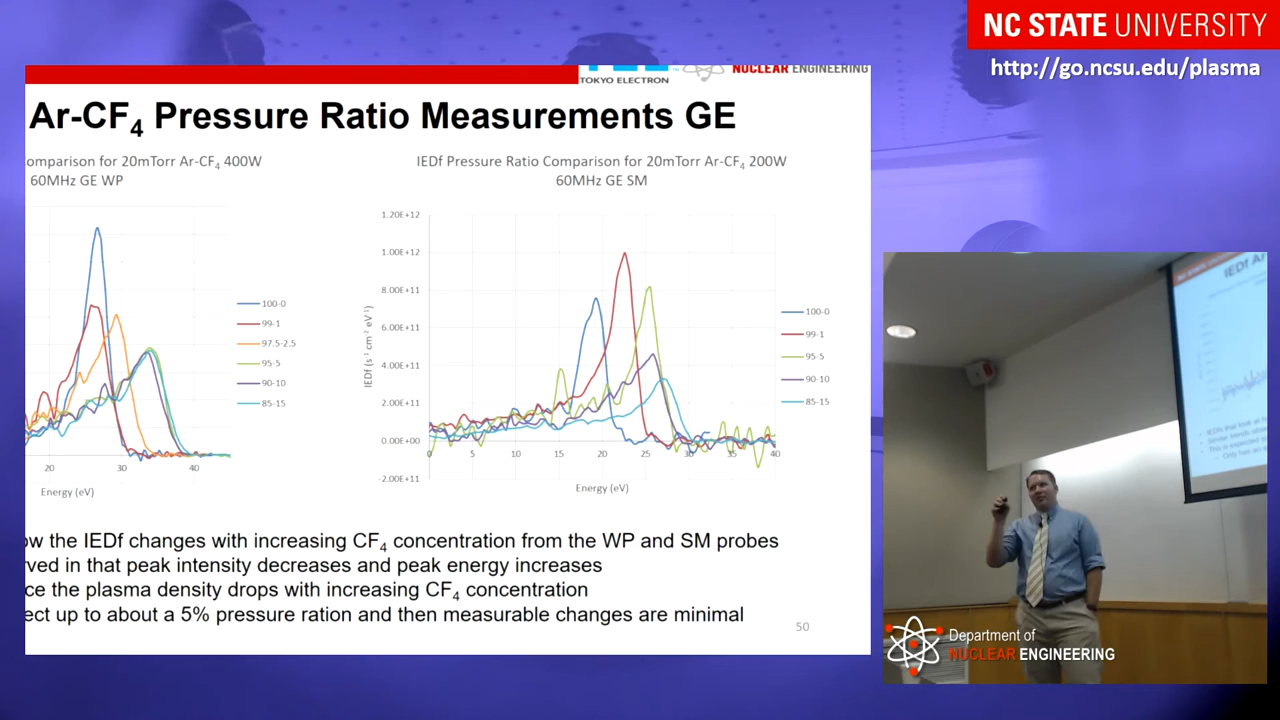 NC STATE UNIVERSITY
http://go.ncsu.edu/plasma
TOKYO ELECTRON
NUCLEAR ENGINEERING
Ar-CF4 Pressure Ratio Measurements GE
omparison for 20mTorr Ar-CF4 400W
60MHz GE WP
100-0
99-1
97.5-2.5
95-5
90-10
85-15
20
30
40
Energy (eV)
IEDf Pressure Ratio Comparison for 20mTorr Ar-CF4 200W
60MHz GE SM
IEDf (s-1 cm-2 eV-1)
1.20E+12
1.00E+12
8.00E+11
6.00E+11
4.00E+11
2.00E+11
0.00E+00
-2.00E+11
0
5
10
15
20
25
30
35
40
Energy (eV)
100-0
99-1
95-5
90-10
85-15
ow the IEDf changes with increasing CF4 concentration from the WP and SM probes
rved in that peak intensity decreases and peak energy increases
ce the plasma density drops with increasing CF4 concentration
ect up to about a 5% pressure ration and then measurable changes are minimal
50
IEDf Ar
Department of
NUCLEAR ENGINEERING